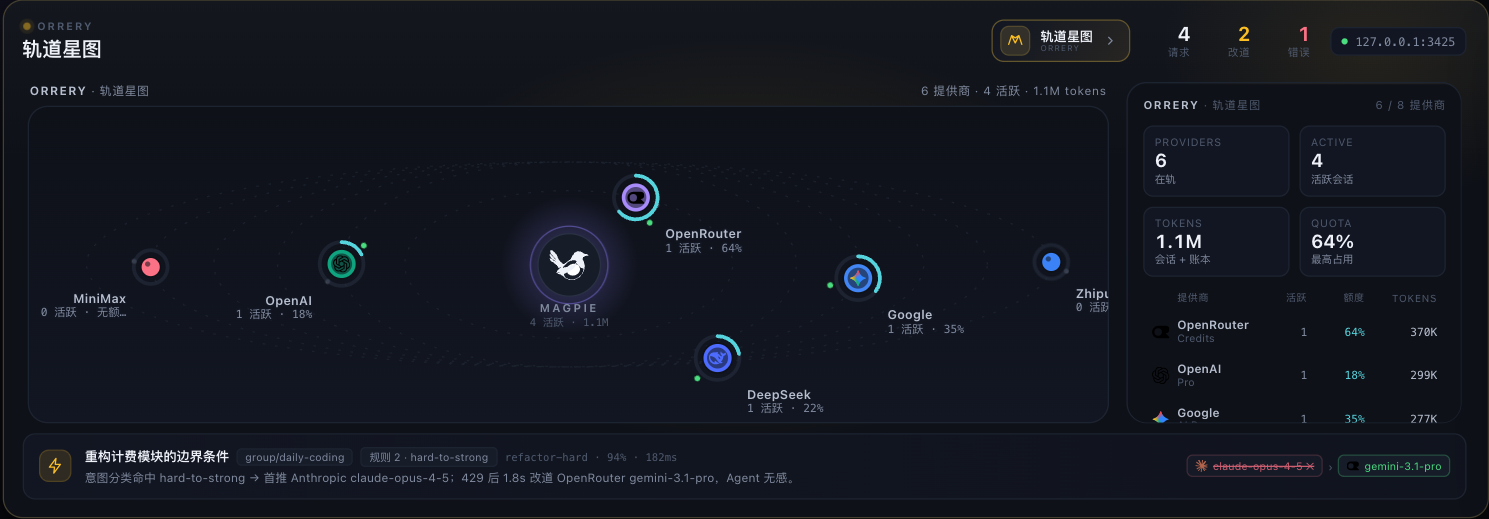 ORRERY
轨道星图
轨道星图
ORRERY
4
请求
2
改道
1
错误
127.0.0.1:3425
ORRERY · 轨道星图
6 提供商 · 4 活跃 · 1.1M tokens
OpenRouter
1 活跃 · 64%
MiniMax
0 活跃 · 无额…
OpenAI
1 活跃 · 18%
MAGPIE
4 活跃 · 1.1M
Google
1 活跃 · 35%
Zhipu
0 活跃
DeepSeek
1 活跃 · 22%
ORRERY · 轨道星图
6 / 8 提供商
PROVIDERS
6
在轨
ACTIVE
4
活跃会话
TOKENS
1.1M
会话 + 账本
QUOTA
64%
最高占用
提供商 活跃 额度 TOKENS
OpenRouter 1 64% 370K
Credits
OpenAI 1 18% 299K
Pro
Google 1 35% 277K
重构计费模块的边界条件 group/daily-coding 规则 2 · hard-to-strong refactor-hard · 94% · 182ms
意图分类命中 hard-to-strong → 首推 Anthropic claude-opus-4-5；429 后 1.8s 改道 OpenRouter gemini-3.1-pro，Agent 无感。
claude-opus-4-5 ✕ › gemini-3.1-pro